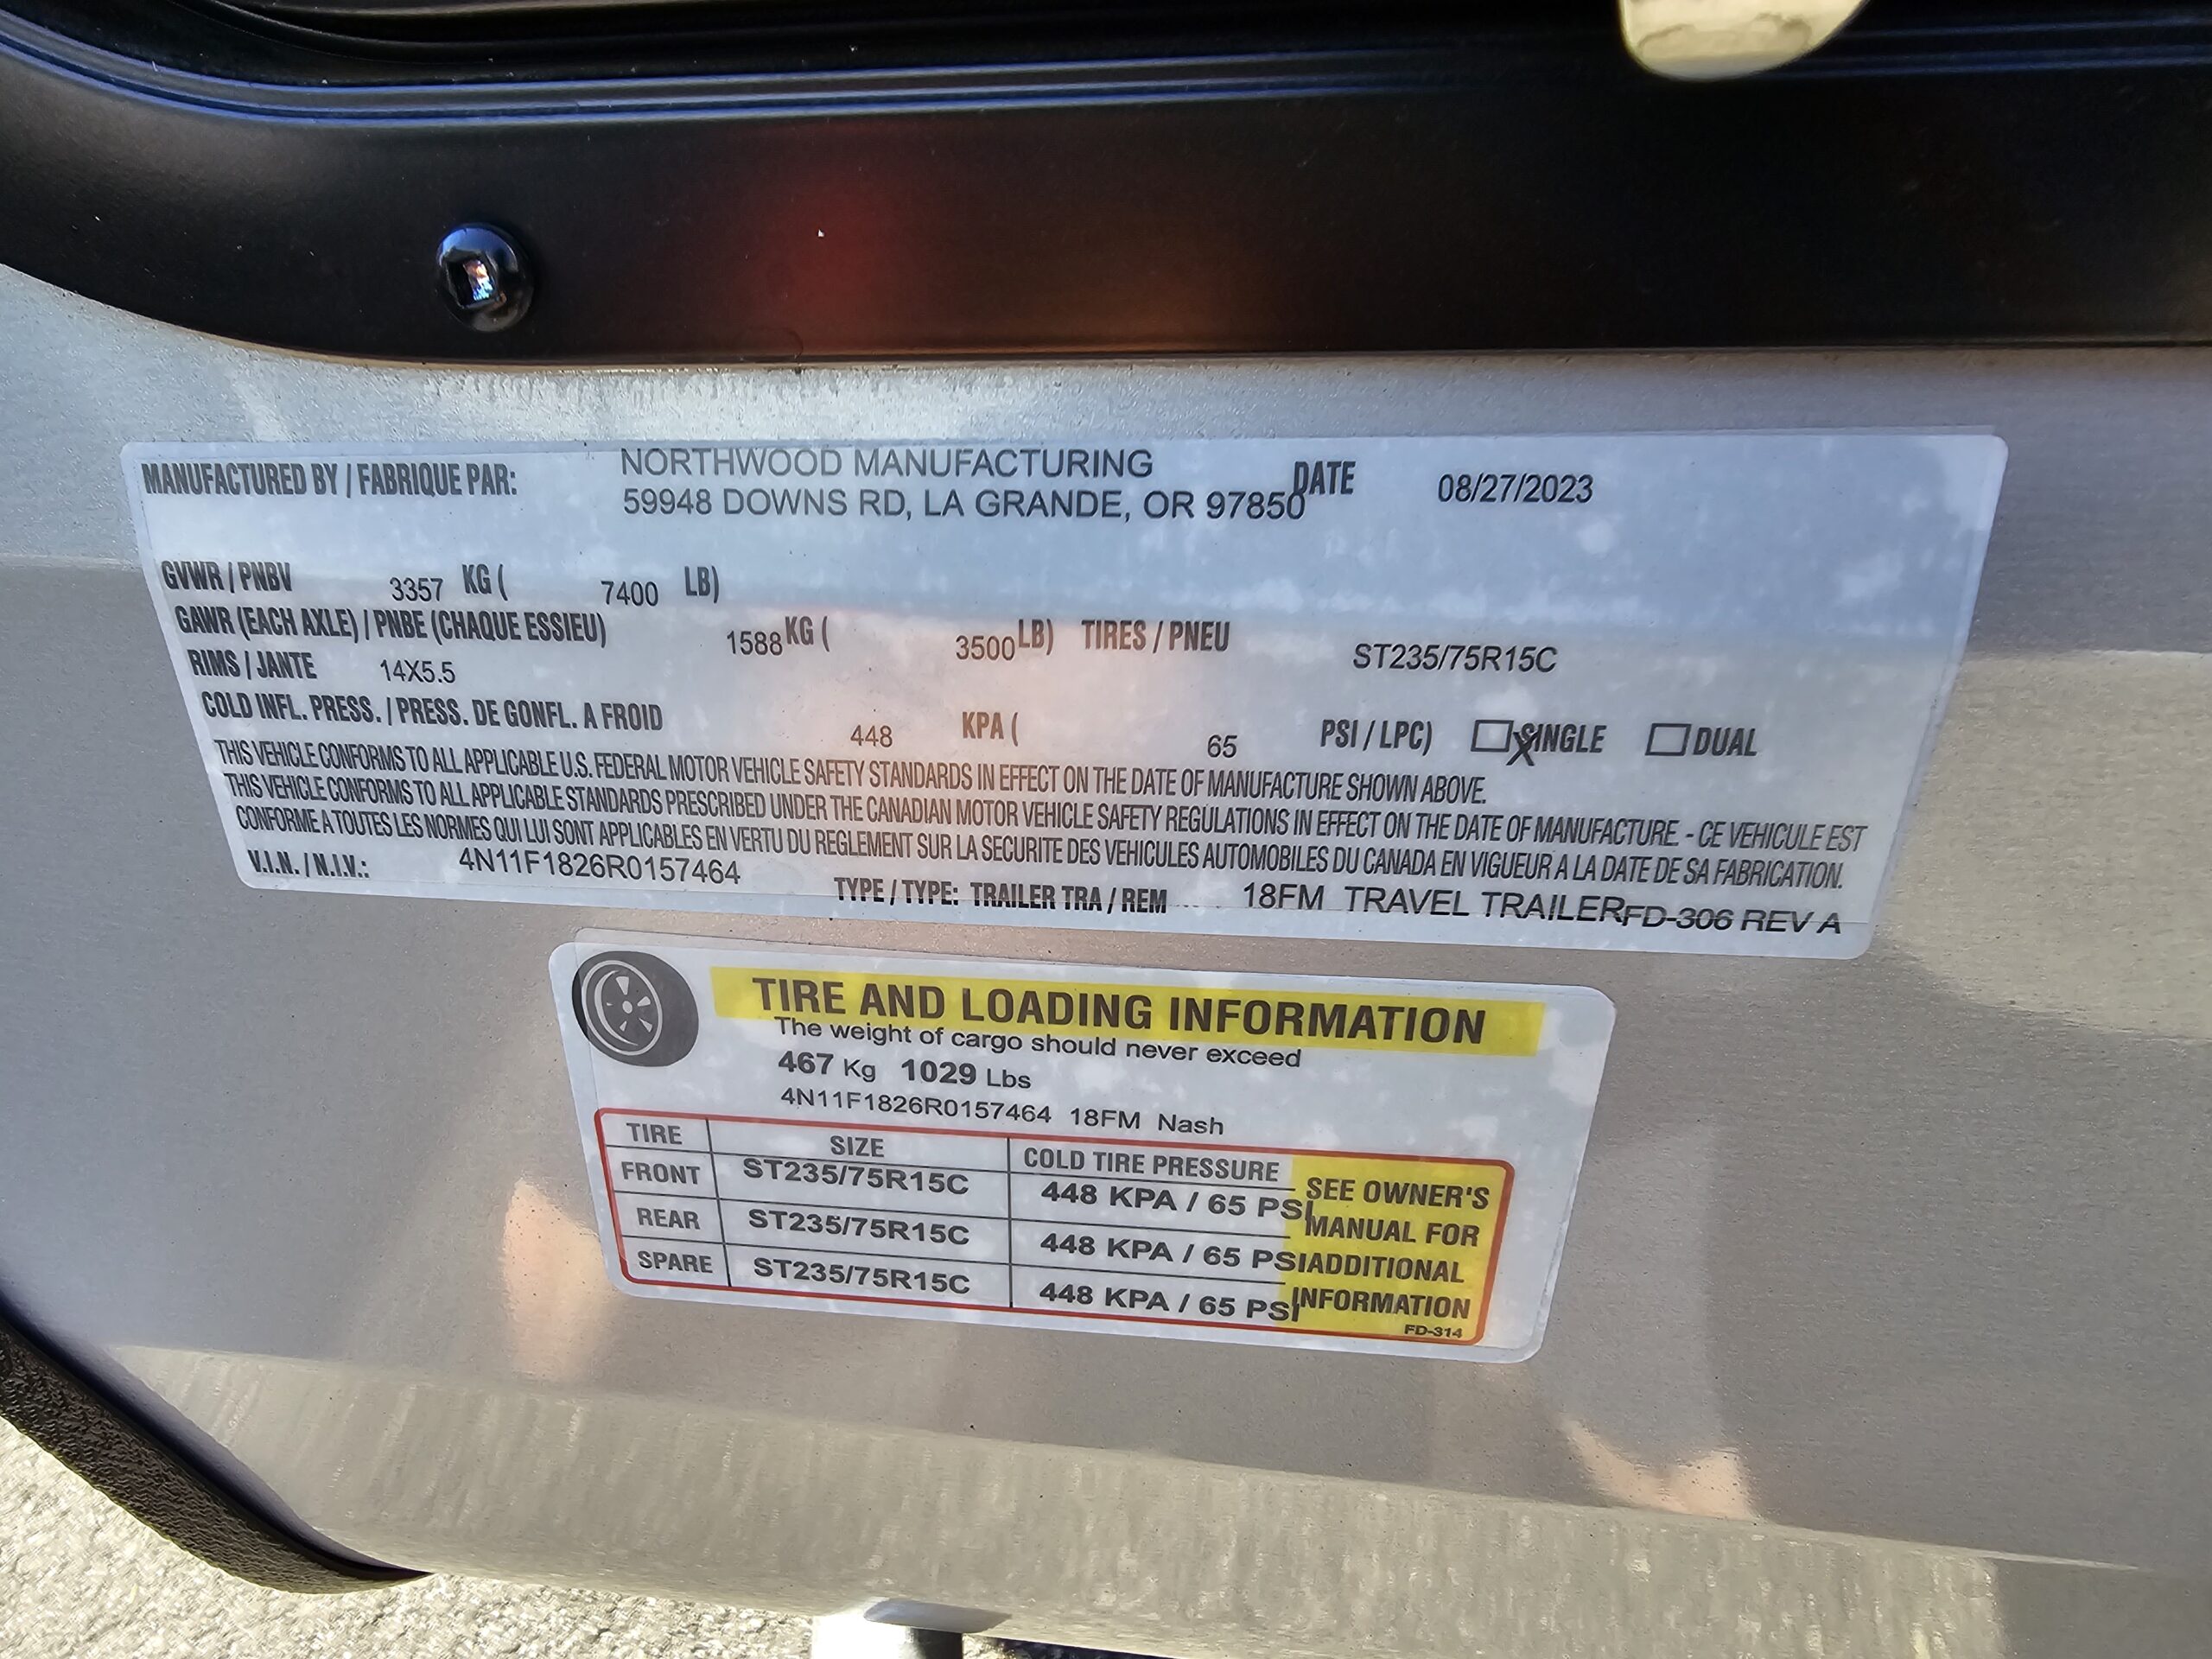 MANUFACTURED BY / FABRIQUE PAR: NORTHWOOD MANUFACTURING DATE 08/27/2023
59948 DOWNS RD, LA GRANDE, OR 97850
GVWR / PNBV 3357 KG ( 7400 LB)
GAWR (EACH AXLE) / PNBE (CHAQUE ESSIEU) 1588 KG ( 3500 LB) TIRES / PNEU ST235/75R15C
RIMS / JANTE 14X5.5
COLD INFL. PRESS. / PRESS. DE GONFL. A FROID 448 KPA ( 65 PSI / LPC) ☐ X SINGLE ☐ DUAL
THIS VEHICLE CONFORMS TO ALL APPLICABLE U.S. FEDERAL MOTOR VEHICLE SAFETY STANDARDS IN EFFECT ON THE DATE OF MANUFACTURE SHOWN ABOVE.
THIS VEHICLE CONFORMS TO ALL APPLICABLE STANDARDS PRESCRIBED UNDER THE CANADIAN MOTOR VEHICLE SAFETY REGULATIONS IN EFFECT ON THE DATE OF MANUFACTURE. - CE VEHICULE EST
CONFORME A TOUTES LES NORMES QUI LUI SONT APPLICABLES EN VERTU DU REGLEMENT SUR LA SECURITE DES VEHICULES AUTOMOBILES DU CANADA EN VIGUEUR A LA DATE DE SA FABRICATION.
V.I.N. / N.I.V.: 4N11F1826R0157464 TYPE / TYPE: TRAILER TRA / REM 18FM TRAVEL TRAILER FD-306 REV A
TIRE AND LOADING INFORMATION
The weight of cargo should never exceed
467 Kg 1029 Lbs
4N11F1826R0157464 18FM Nash
TIRE SIZE COLD TIRE PRESSURE
FRONT ST235/75R15C 448 KPA / 65 PSI
REAR ST235/75R15C 448 KPA / 65 PSI
SPARE ST235/75R15C 448 KPA / 65 PSI
SEE OWNER'S
MANUAL FOR
ADDITIONAL
INFORMATION
FD-314